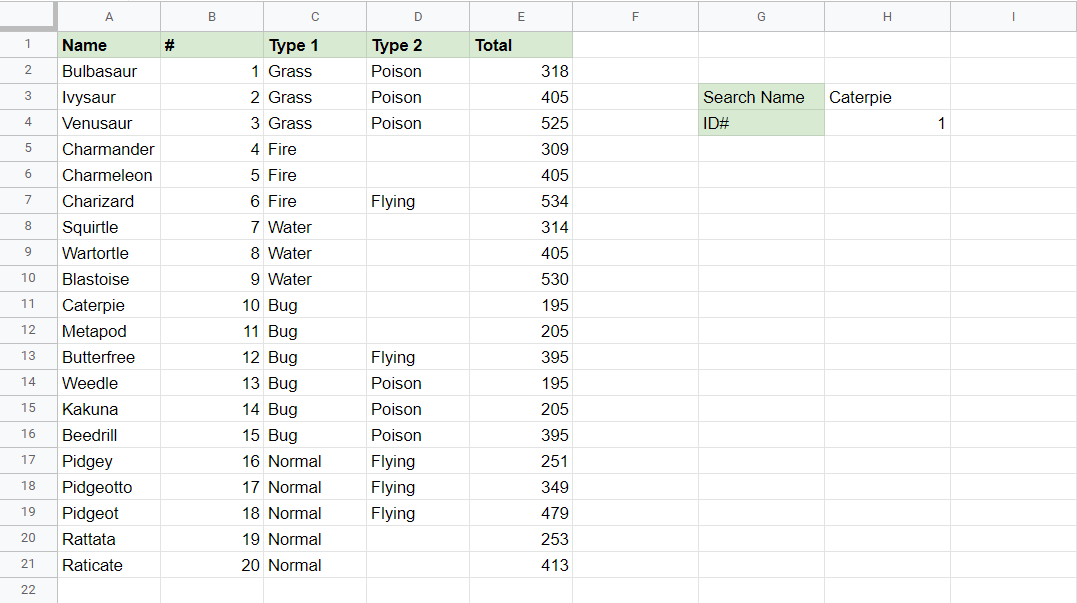 A B C D E F G H I
1 Name # Type 1 Type 2 Total
2 Bulbasaur 1 Grass Poison 318
3 Ivysaur 2 Grass Poison 405 Search Name Caterpie
4 Venusaur 3 Grass Poison 525 ID# 1
5 Charmander 4 Fire 309
6 Charmeleon 5 Fire 405
7 Charizard 6 Fire Flying 534
8 Squirtle 7 Water 314
9 Wartortle 8 Water 405
10 Blastoise 9 Water 530
11 Caterpie 10 Bug 195
12 Metapod 11 Bug 205
13 Butterfree 12 Bug Flying 395
14 Weedle 13 Bug Poison 195
15 Kakuna 14 Bug Poison 205
16 Beedrill 15 Bug Poison 395
17 Pidgey 16 Normal Flying 251
18 Pidgeotto 17 Normal Flying 349
19 Pidgeot 18 Normal Flying 479
20 Rattata 19 Normal 253
21 Raticate 20 Normal 413
22